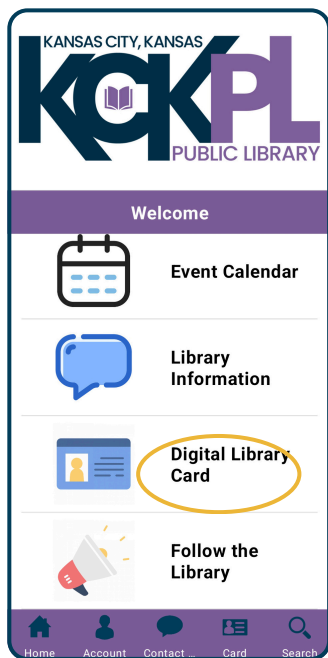 KANSAS CITY, KANSAS
KCKPL
PUBLIC LIBRARY
Welcome
Event Calendar
Library
Information
Digital Library
Card
Follow the
Library
Home Account Contact ... Card Search